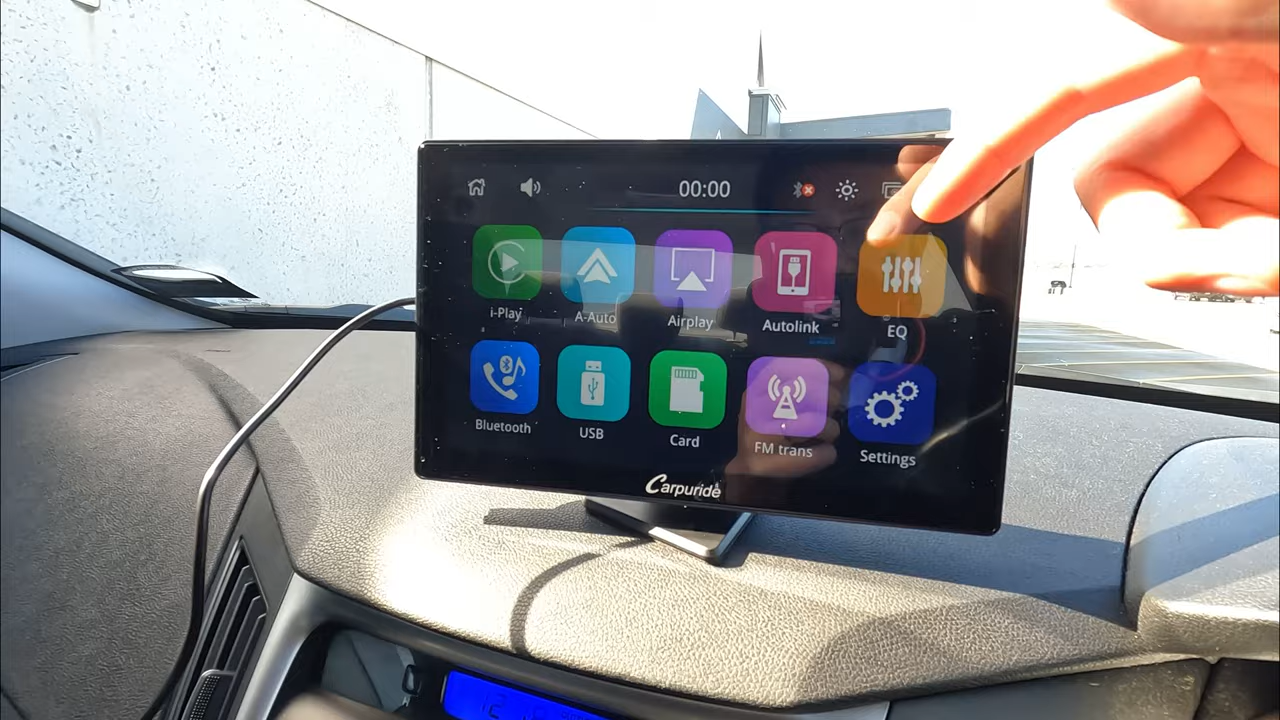 00:00
i-Play
A-Auto
Airplay
Autolink
EQ
Bluetooth
USB
Card
FM trans
Settings
Carpuride